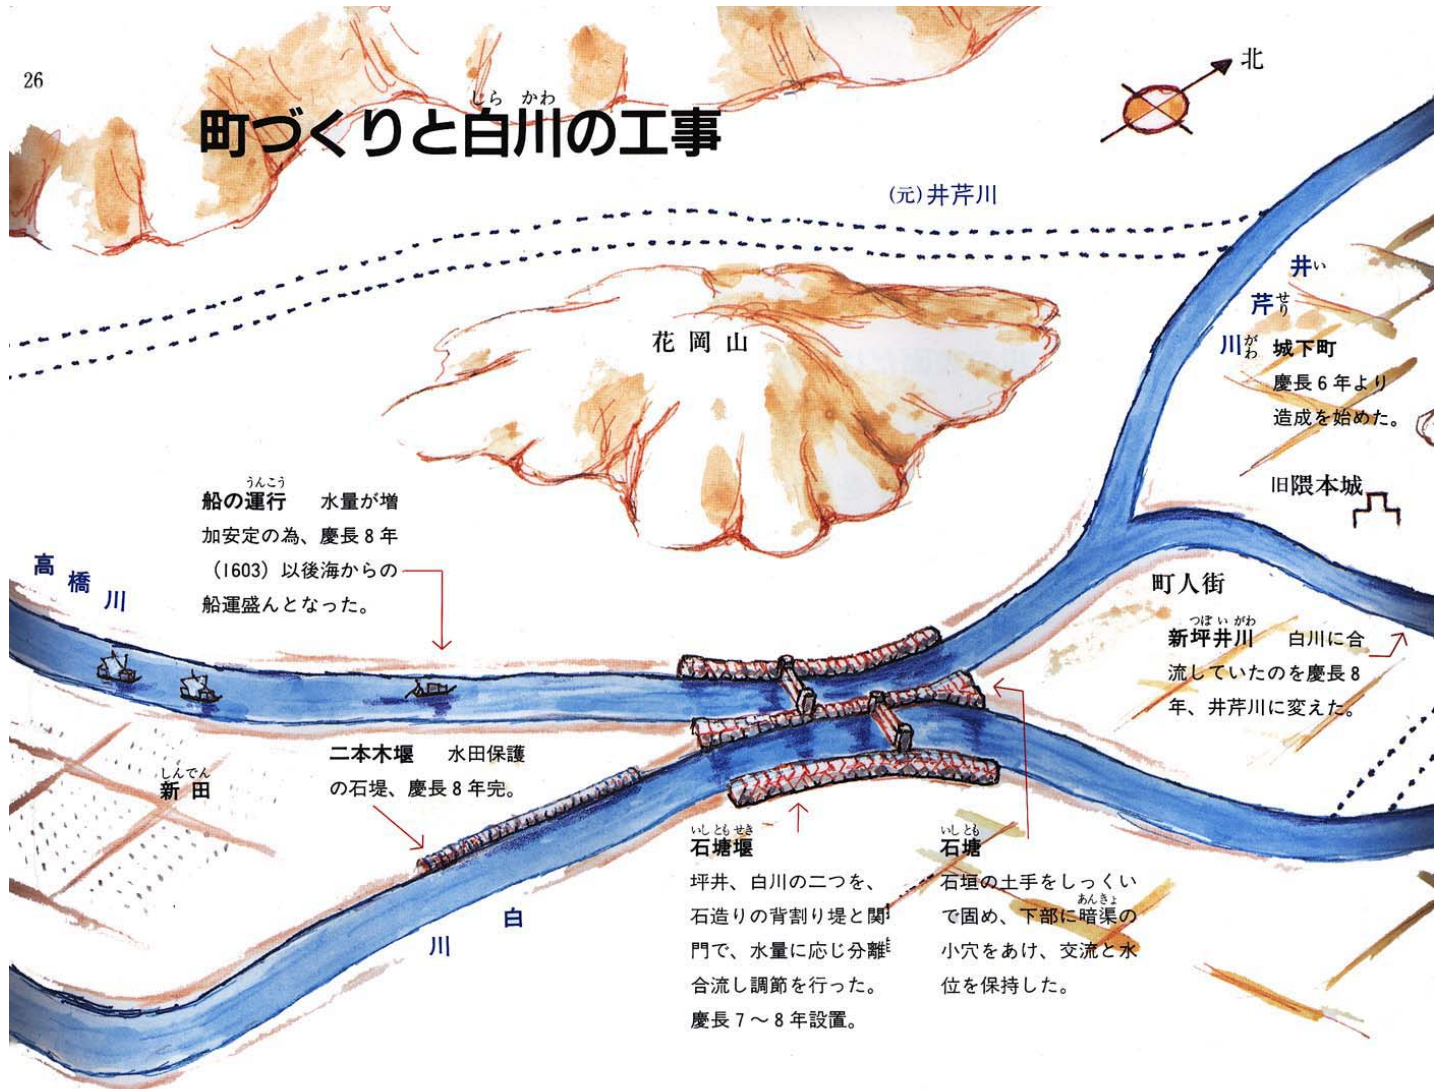 26
じら かわ
町づくりと白川の工事
北
(元)井芹川
井い
芹せり
川がわ
城下町
慶長6年より
造成を始めた。
花岡山
旧隈本城
うんこう
船の運行 水量が増
加安定の為、慶長8年
(1603)以後海からの
船運盛んとなった。
高橋川
町人街
つぼいがわ
新坪井川 白川に合
流していたのを慶長8
年、井芹川に変えた。
二本木堰 水田保護
の石堤、慶長8年完。
しんでん
新田
いしともせき
石塘堰
坪井、白川の二つを、
石造りの背割り堤と関
門で、水量に応じ分離
合流し調節を行った。
慶長7〜8年設置。
いしとも
石塘
石垣の土手をしっくい
あんきょ
で固め、下部に暗渠の
小穴をあけ、交流と水
位を保持した。
白
川